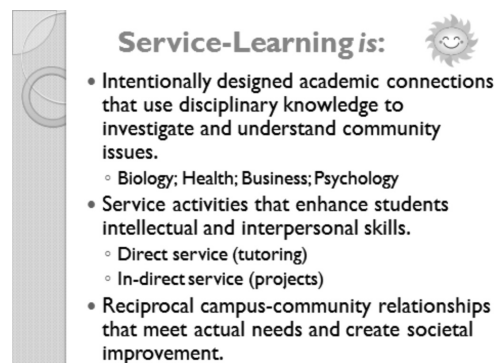 Service-Learning is:
• Intentionally designed academic connections
that use disciplinary knowledge to
investigate and understand community
issues.
◦ Biology; Health; Business; Psychology
• Service activities that enhance students
intellectual and interpersonal skills.
◦ Direct service (tutoring)
◦ In-direct service (projects)
• Reciprocal campus-community relationships
that meet actual needs and create societal
improvement.